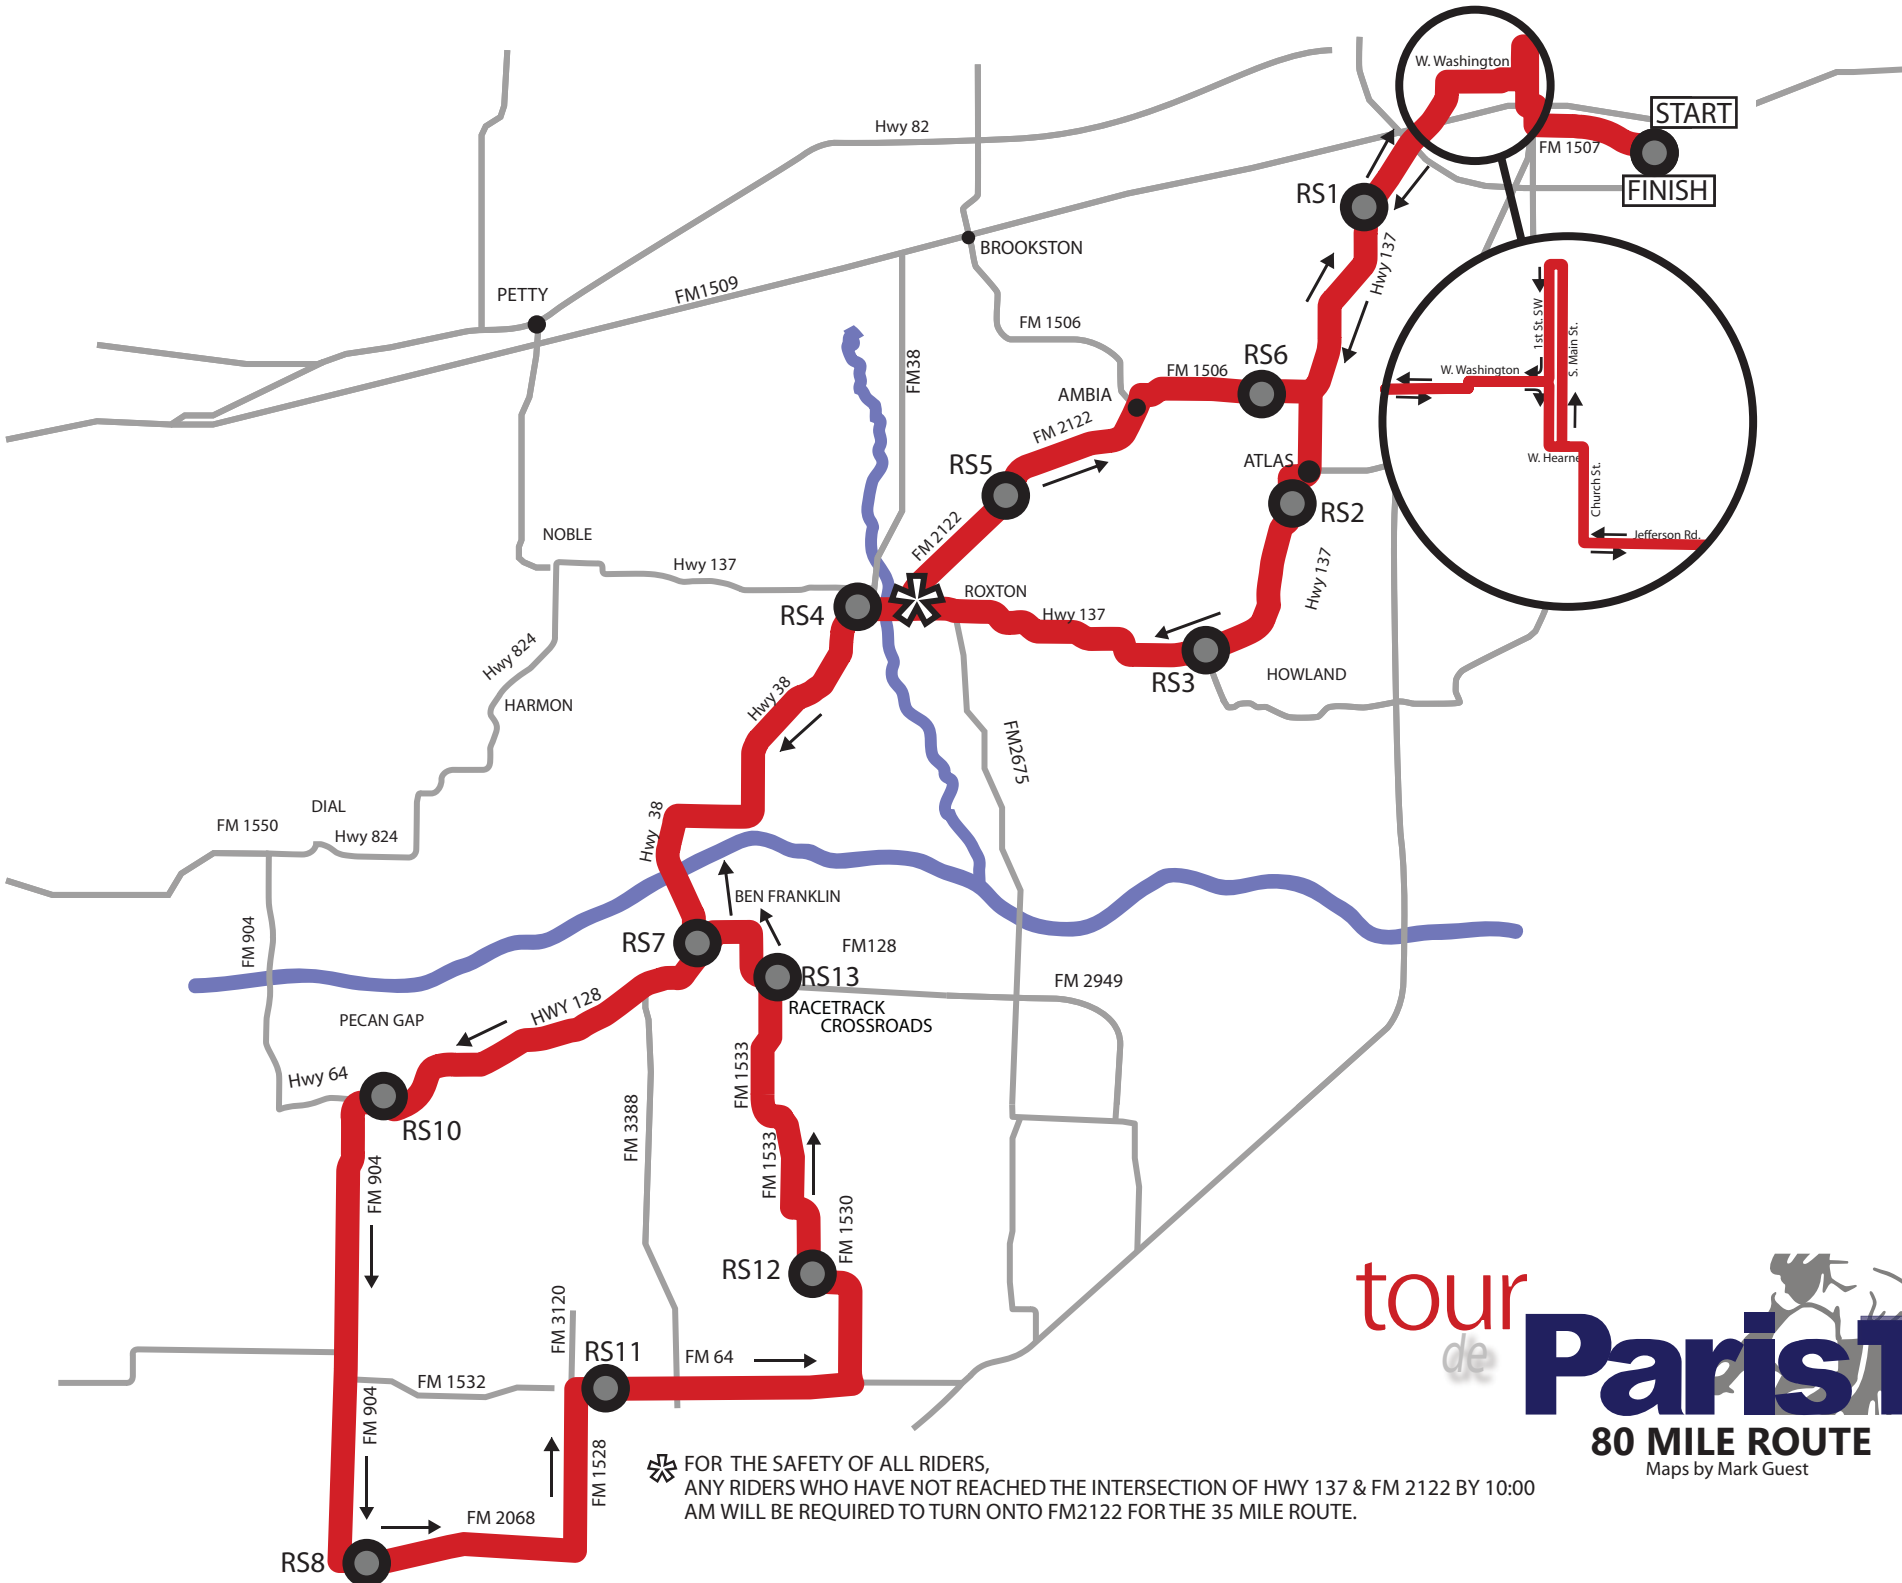 W. Washington
START
Hwy 82
FM 1507
FINISH
RS1
BROOKSTON
Hwy 137
PETTY
FM1509
FM 1506
1st St. SW
S. Main St.
FM38
RS6
FM 1506
W. Washington
AMBIA
FM 2122
ATLAS
RS5
W. Hearne
Church St.
RS2
FM 2122
NOBLE
Jefferson Rd.
Hwy 137
Hwy 137
ROXTON
RS4
Hwy 137
Hwy 824
RS3
HOWLAND
HARMON
Hwy 38
FM2675
DIAL
FM 1550
Hwy 824
Hwy 38
BEN FRANKLIN
FM 904
RS7
FM128
RS13
FM 2949
HWY 128
RACETRACK
CROSSROADS
PECAN GAP
Hwy 64
FM 1533
RS10
FM 3388
FM 1533
FM 904
FM 1530
RS12
FM 3120
tour
de
Paris
RS11
FM 64
FM 1532
FM 904
80 MILE ROUTE
Maps by Mark Guest
FM 1528
FOR THE SAFETY OF ALL RIDERS,
ANY RIDERS WHO HAVE NOT REACHED THE INTERSECTION OF HWY 137 & FM 2122 BY 10:00
AM WILL BE REQUIRED TO TURN ONTO FM2122 FOR THE 35 MILE ROUTE.
FM 2068
RS8